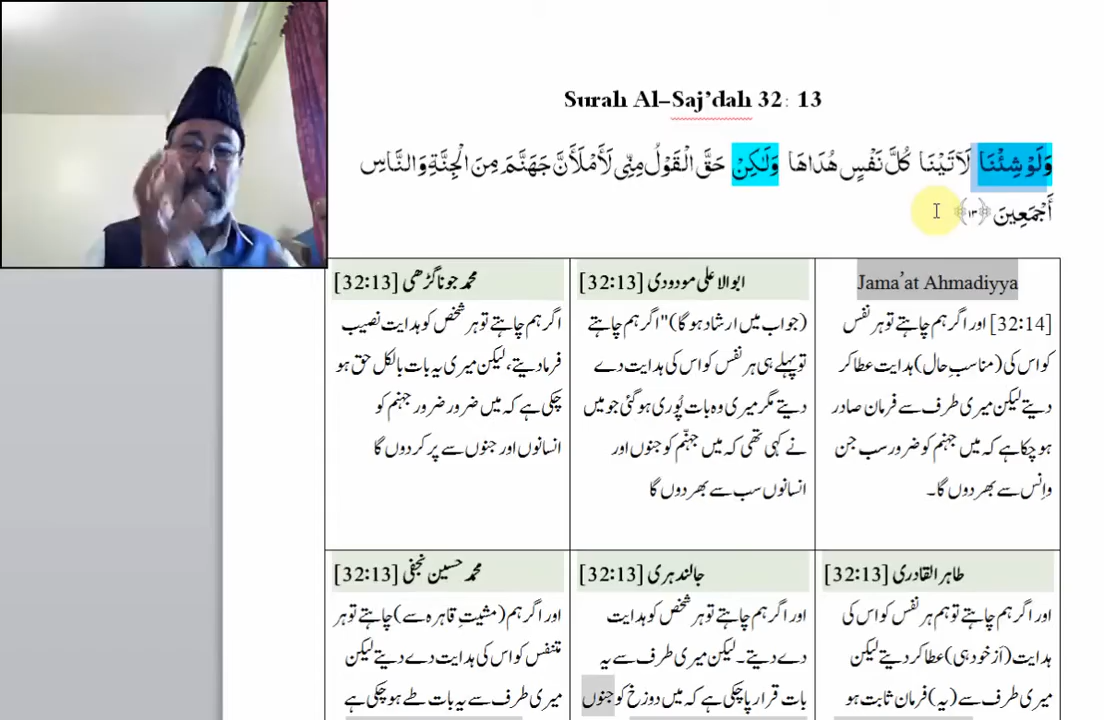 Surah Al-Saj’dah 32: 13
وَلَوْ شِئْنَا لَآتَيْنَا كُلَّ نَفْسٍ هُدَاهَا وَلَٰكِنْ حَقَّ الْقَوْلُ مِنِّي لَأَمْلَأَنَّ جَهَنَّمَ مِنَ الْجِنَّةِ وَالنَّاسِ
أَجْمَعِينَ ﴿١٣﴾
Jama’at Ahmadiyya
[32:14] اور اگر ہم چاہتے تو ہر نفس
کو اس کی (مناسبِ حال) ہدایت عطا کر
دیتے لیکن میری طرف سے فرمان صادر
ہو چکا ہے کہ میں جہنم کو ضرور سب جن
و اِنس سے بھر دوں گا۔
ابوالاعلی مودودی [32:13]
(جواب میں ارشاد ہو گا) "اگر ہم چاہتے
تو پہلے ہی ہر نفس کو اس کی ہدایت دے
دیتے مگر میری وہ بات پُوری ہو گئی جو میں
نے کہی تھی کہ میں جہنّم کو جنوں اور
انسانوں سب سے بھر دوں گا
محمد جوناگڑھی [32:13]
اگر ہم چاہتے تو ہر شخص کو ہدایت نصیب
فرما دیتے، لیکن میری یہ بات بالکل حق ہو
چکی ہے کہ میں ضرور ضرور جہنم کو
انسانوں اور جنوں سے پر کردوں گا
طاہر القادری [32:13]
اور اگر ہم چاہتے تو ہم ہر نفس کو اس کی
ہدایت (اَز خود ہی) عطا کر دیتے لیکن
میری طرف سے (یہ) فرمان ثابت ہو
جالندہری [32:13]
اور اگر ہم چاہتے تو ہر شخص کو ہدایت
دے دیتے۔ لیکن میری طرف سے یہ
بات قرار پاچکی ہے کہ میں دوزخ کو جنوں
محمد حسین نجفی [32:13]
اور اگر ہم (مشیتِ قاہرہ سے) چاہتے تو ہر
متنفس کو اس کی ہدایت دے دیتے لیکن
میری طرف سے یہ بات طے ہو چکی ہے